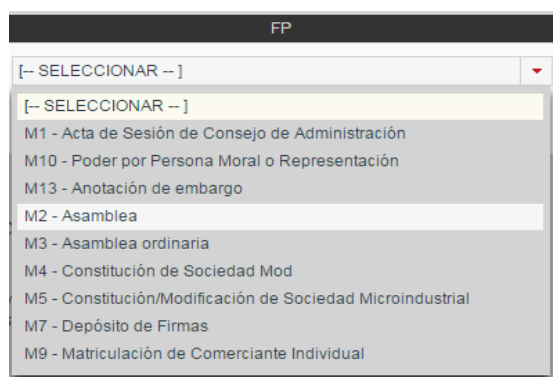 FP
[-- SELECCIONAR -- ]
[-- SELECCIONAR -- ]
M1 - Acta de Sesión de Consejo de Administración
M10 - Poder por Persona Moral o Representación
M13 - Anotación de embargo
M2 - Asamblea
M3 - Asamblea ordinaria
M4 - Constitución de Sociedad Mod
M5 - Constitución/Modificación de Sociedad Microindustrial
M7 - Depósito de Firmas
M9 - Matriculación de Comerciante Individual